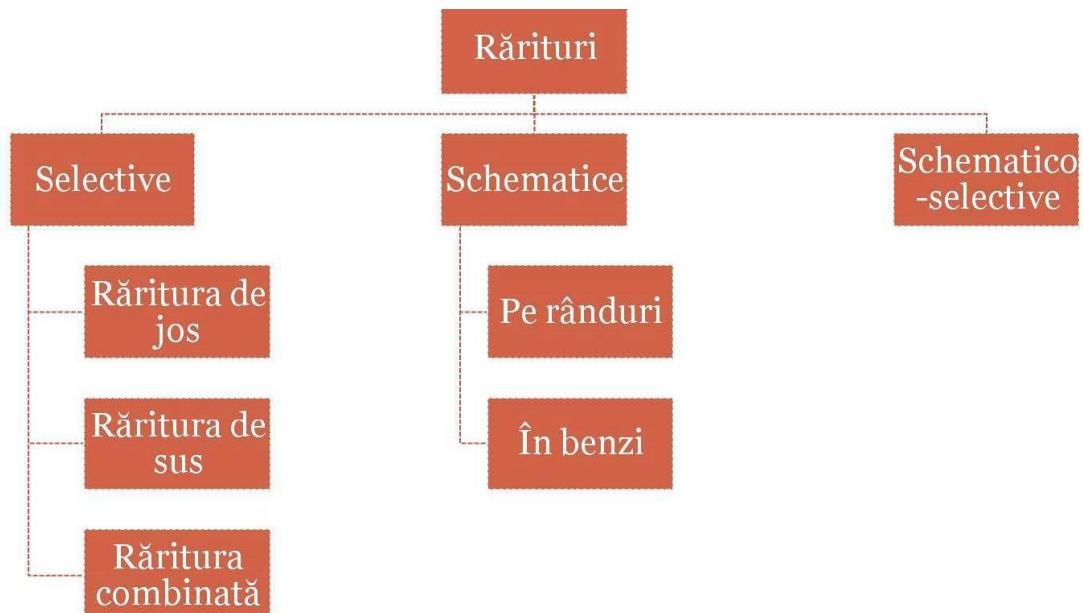 Rărituri
Selective
Schematice
Schematico
-selective
Răritura de
jos
Pe rânduri
Răritura de
sus
În benzi
Răritura
combinată